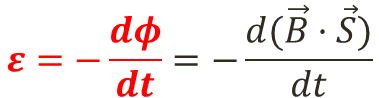 ε = − dϕ/dt = − d(B⃗ · S⃗)/dt